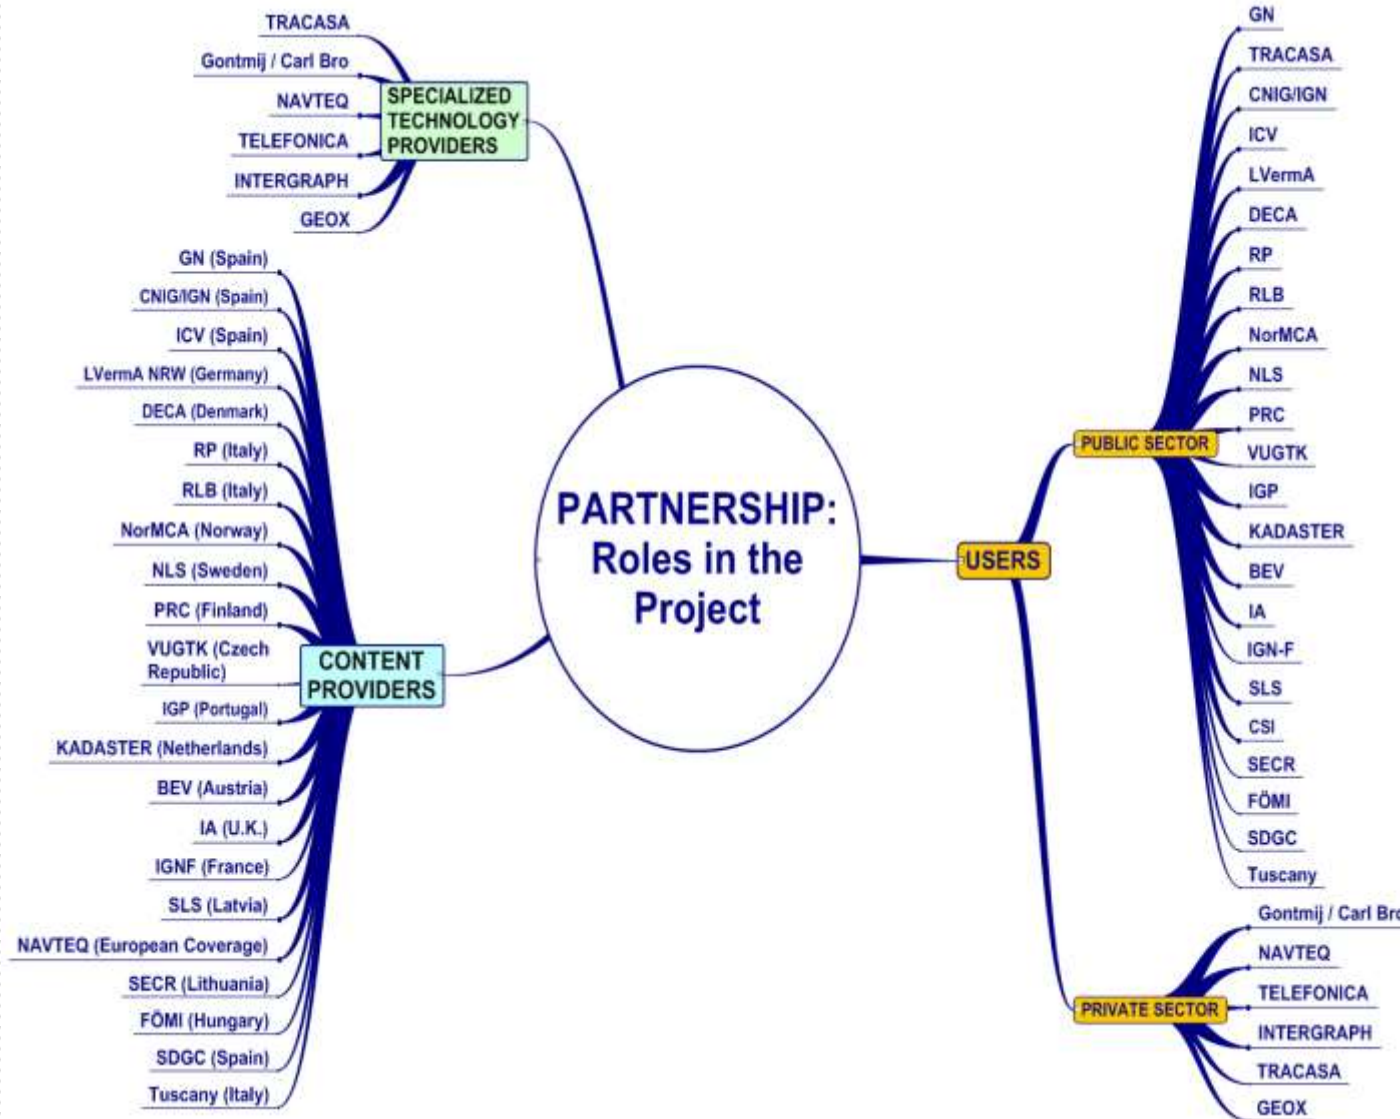 TRACASA
Gontmij / Carl Bro
NAVTEQ
TELEFONICA
INTERGRAPH
GEOX
SPECIALIZED
TECHNOLOGY
PROVIDERS
GN (Spain)
CNIG/IGN (Spain)
ICV (Spain)
LVermA NRW (Germany)
DECA (Denmark)
RP (Italy)
RLB (Italy)
NorMCA (Norway)
NLS (Sweden)
PRC (Finland)
VUGTK (Czech
Republic)
IGP (Portugal)
KADASTER (Netherlands)
BEV (Austria)
IA (U.K.)
IGNF (France)
SLS (Latvia)
NAVTEQ (European Coverage)
SECR (Lithuania)
FÖMI (Hungary)
SDGC (Spain)
Tuscany (Italy)
CONTENT
PROVIDERS
PARTNERSHIP:
Roles in the
Project
USERS
PUBLIC SECTOR
GN
TRACASA
CNIG/IGN
ICV
LVermA
DECA
RP
RLB
NorMCA
NLS
PRC
VUGTK
IGP
KADASTER
BEV
IA
IGN-F
SLS
CSI
SECR
FÖMI
SDGC
Tuscany
PRIVATE SECTOR
Gontmij / Carl Bro
NAVTEQ
TELEFONICA
INTERGRAPH
TRACASA
GEOX